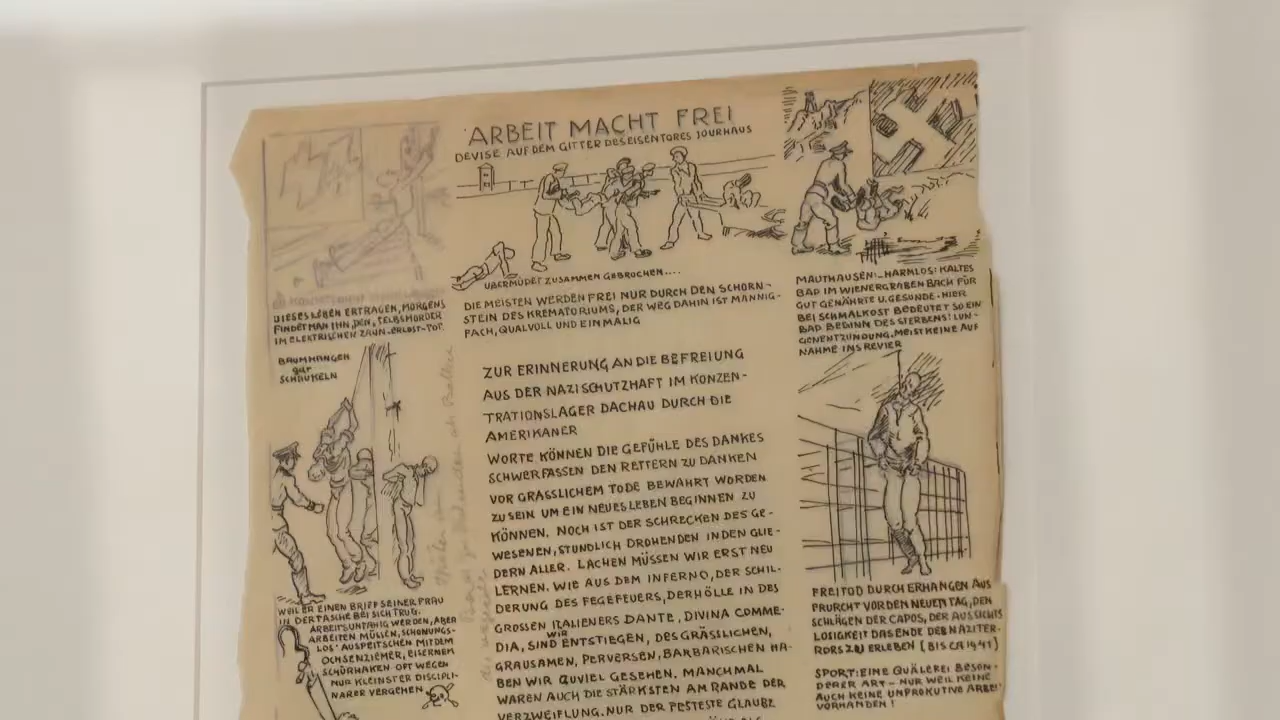 ARBEIT MACHT FREI
DEVISE AUF DEM GITTER DES EISENTORES JOURHAUS
ÜBERMÜDET ZUSAMMEN GEBROCHEN....
DIE MEISTEN WERDEN FREI NUR DURCH DEN SCHORN-
STEIN DES KREMATORIUMS, DER WEG DAHIN IST MANNIG-
FACH, QUALVOLL UND EINMALIG
DIESES LEBEN ERTRAGEN, MORGENS
FINDET MAN IHN, DEN, SELBSMÖRDER
IM ELEKTRISCHEN ZAUN-ERLÖST-TOT.
BAUMHÄNGEN
gar
SCHAUKELN
WEIL ER EINEN BRIEF SEINER FRAU
IN DER TASCHE BEI SICH TRUG.
ARBEITSUNFÄHIG WERDEN, ABER
ARBEITEN MÜSSEN, SCHONUNGS-
LOS AUSPEITSCHEN MIT DEM
OCHSENZIEMER, EISERNEM
SCHÜRHAKEN OFT WEGEN
NUR KLEINSTER DISCIPLI-
NARER VERGEHEN
ZUR ERINNERUNG AN DIE BEFREIUNG
AUS DER NAZISCHUTZHAFT IM KONZEN-
TRATIONSLAGER DACHAU DURCH DIE
AMERIKANER
WORTE KÖNNEN DIE GEFÜHLE DES DANKES
SCHWER FASSEN DEN RETTERN ZU DANKEN
VOR GRÄSSLICHEM TODE BEWAHRT WORDEN
ZU SEIN UM EIN NEUES LEBEN BEGINNEN ZU
KÖNNEN. NOCH IST DER SCHRECKEN DES GE-
WESENEN, STÜNDLICH DROHENDEN IN DEN GLIE-
DERN ALLER. LACHEN MÜSSEN WIR ERST NEU
LERNEN. WIE AUS DEM INFERNO, DER SCHIL-
DERUNG DES FEGEFEUERS, DER HÖLLE IN DES
GROSSEN ITALIENERS DANTE, DIVINA COMME-
DIA, SIND WIR ENTSTIEGEN, DES GRÄSSLICHEN,
GRAUSAMEN, PERVERSEN, BARBARISCHEN HA-
BEN WIR ZUVIEL GESEHEN. MANCHMAL
WAREN AUCH DIE STÄRKSTEN AM RANDE DER
VERZWEIFLUNG. NUR DER FESTESTE GLAUBE
MAUTHAUSEN:-HARMLOS: KALTES
BAD IM WIENERGRABEN BACH FÜR
GUT GENÄHRTE U. GESUNDE-HIER
BEI SCHMALKOST BEDEUTET SO EIN
BAD BEGINN DES STERBENS! LUN-
GENENTZÜNDUNG. MEIST KEINE AUF
NAHME INS REVIER
FREITOD DURCH ERHÄNGEN AUS
FRURCHT VOR DEN NEUEN TAG, DEN
SCHLÄGEN DER CAPOS, DER AUSSICHTS
LOSIGKEIT DAS ENDE DES NAZITER-
RORS ZU ERLEBEN (BIS CA 1941)
SPORT: EINE QUÄLEREI BESON-
DERER ART - NUR WEIL KEINE
AUCH KEINE UNPRODUKTIVE ARBEIT
VORHANDEN!